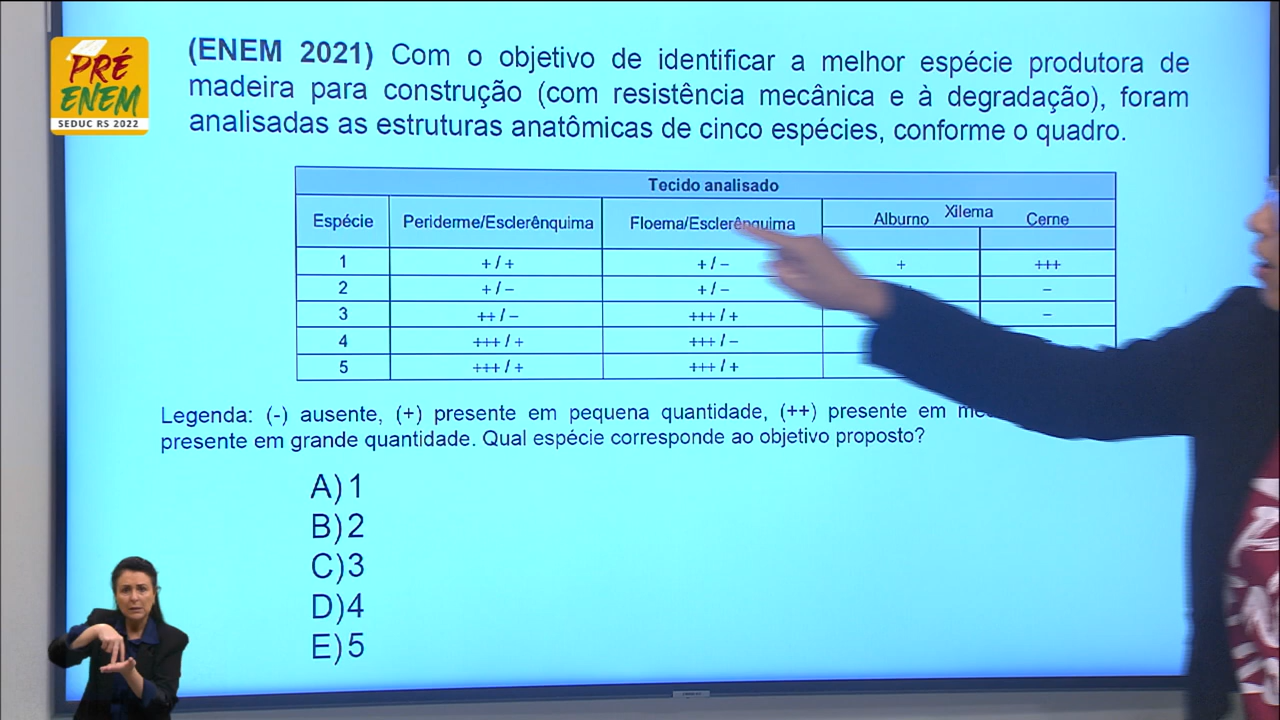 PRÉ
ENEM
SEDUC RS 2022
(ENEM 2021) Com o objetivo de identificar a melhor espécie produtora de
madeira para construção (com resistência mecânica e à degradação), foram
analisadas as estruturas anatômicas de cinco espécies, conforme o quadro.
Tecido analisado
Espécie Periderme/Esclerênquima Floema/Esclerênquima Alburno Xilema Cerne
1 + / + + / – + +++
2 + / – + / – –
3 ++ / – +++ / + –
4 +++ / + +++ / –
5 +++ / + +++ / +
Legenda: (-) ausente, (+) presente em pequena quantidade, (++) presente em
presente em grande quantidade. Qual espécie corresponde ao objetivo proposto?
A) 1
B) 2
C) 3
D) 4
E) 5